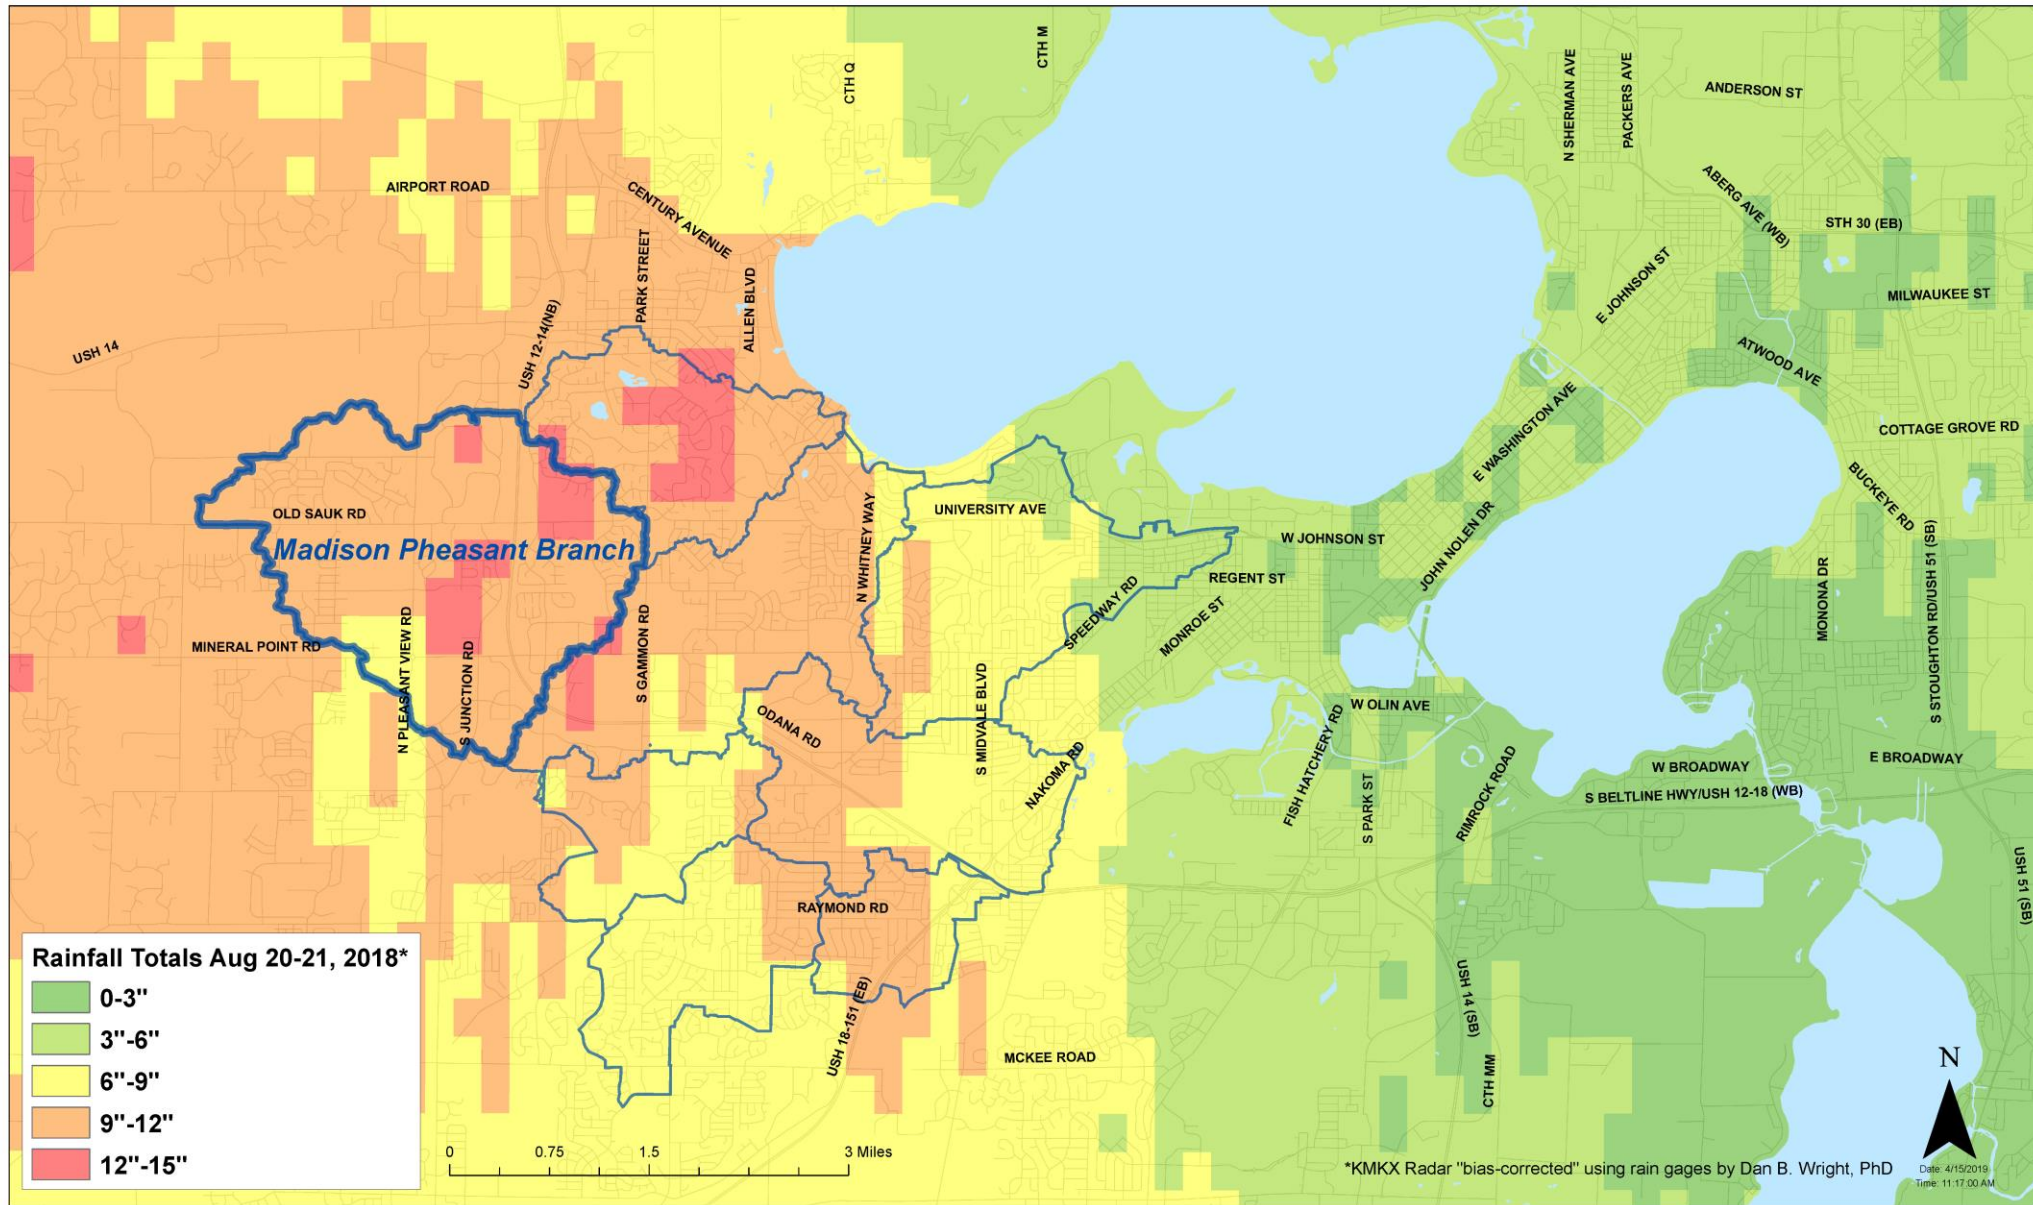 CTH Q
CTH M
N SHERMAN AVE
PACKERS AVE
ANDERSON ST
AIRPORT ROAD
CENTURY AVENUE
ABERG AVE (WB)
STH 30 (EB)
PARK STREET
ALLEN BLVD
E JOHNSON ST
MILWAUKEE ST
USH 14
USH 12-14(NB)
ATWOOD AVE
E WASHINGTON AVE
COTTAGE GROVE RD
BUCKEYE RD
OLD SAUK RD
N WHITNEY WAY
UNIVERSITY AVE
W JOHNSON ST
JOHN NOLEN DR
Madison Pheasant Branch
REGENT ST
SPEEDWAY RD
MONROE ST
MONONA DR
S STOUGHTON RD/USH 51 (SB)
MINERAL POINT RD
N PLEASANT VIEW RD
S JUNCTION RD
S GAMMON RD
S MIDVALE BLVD
ODANA RD
NAKOMA RD
FISH HATCHERY RD
W OLIN AVE
S PARK ST
RIMROCK ROAD
W BROADWAY
E BROADWAY
S BELTLINE HWY/USH 12-18 (WB)
USH 51 (SB)
RAYMOND RD
USH 18-151 (EB)
USH 14 (SB)
MCKEE ROAD
CTH MM
Rainfall Totals Aug 20-21, 2018*
0-3"
3"-6"
6"-9"
9"-12"
12"-15"
0 0.75 1.5 3 Miles
*KMKX Radar "bias-corrected" using rain gages by Dan B. Wright, PhD
N
Date: 4/15/2019
Time: 11:17:00 AM